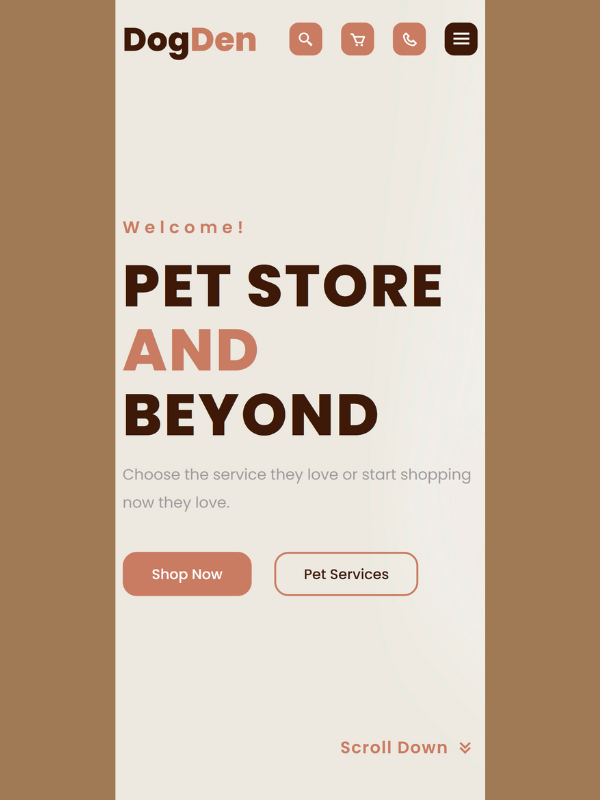 DogDen
Welcome!
PET STORE
AND
BEYOND
Choose the service they love or start shopping
now they love.
Shop Now
Pet Services
Scroll Down